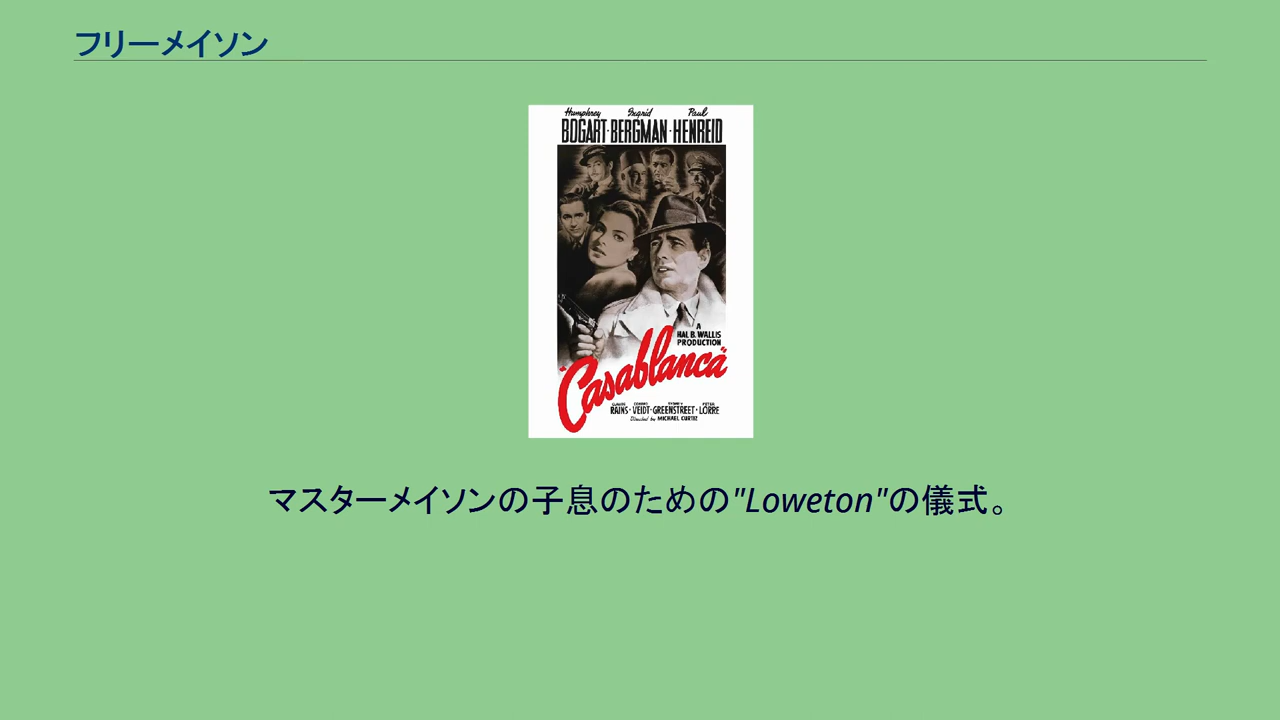 フリーメイソン
Humphrey Ingrid Paul
BOGART·BERGMAN·HENREID
A
HAL B. WALLIS
PRODUCTION
"Casablanca"
CLAUDE CONRAD SYDNEY PETER
RAINS·VEIDT·GREENSTREET·LORRE
Directed by MICHAEL CURTIZ
マスターメイソンの子息のための"Loweton"の儀式。